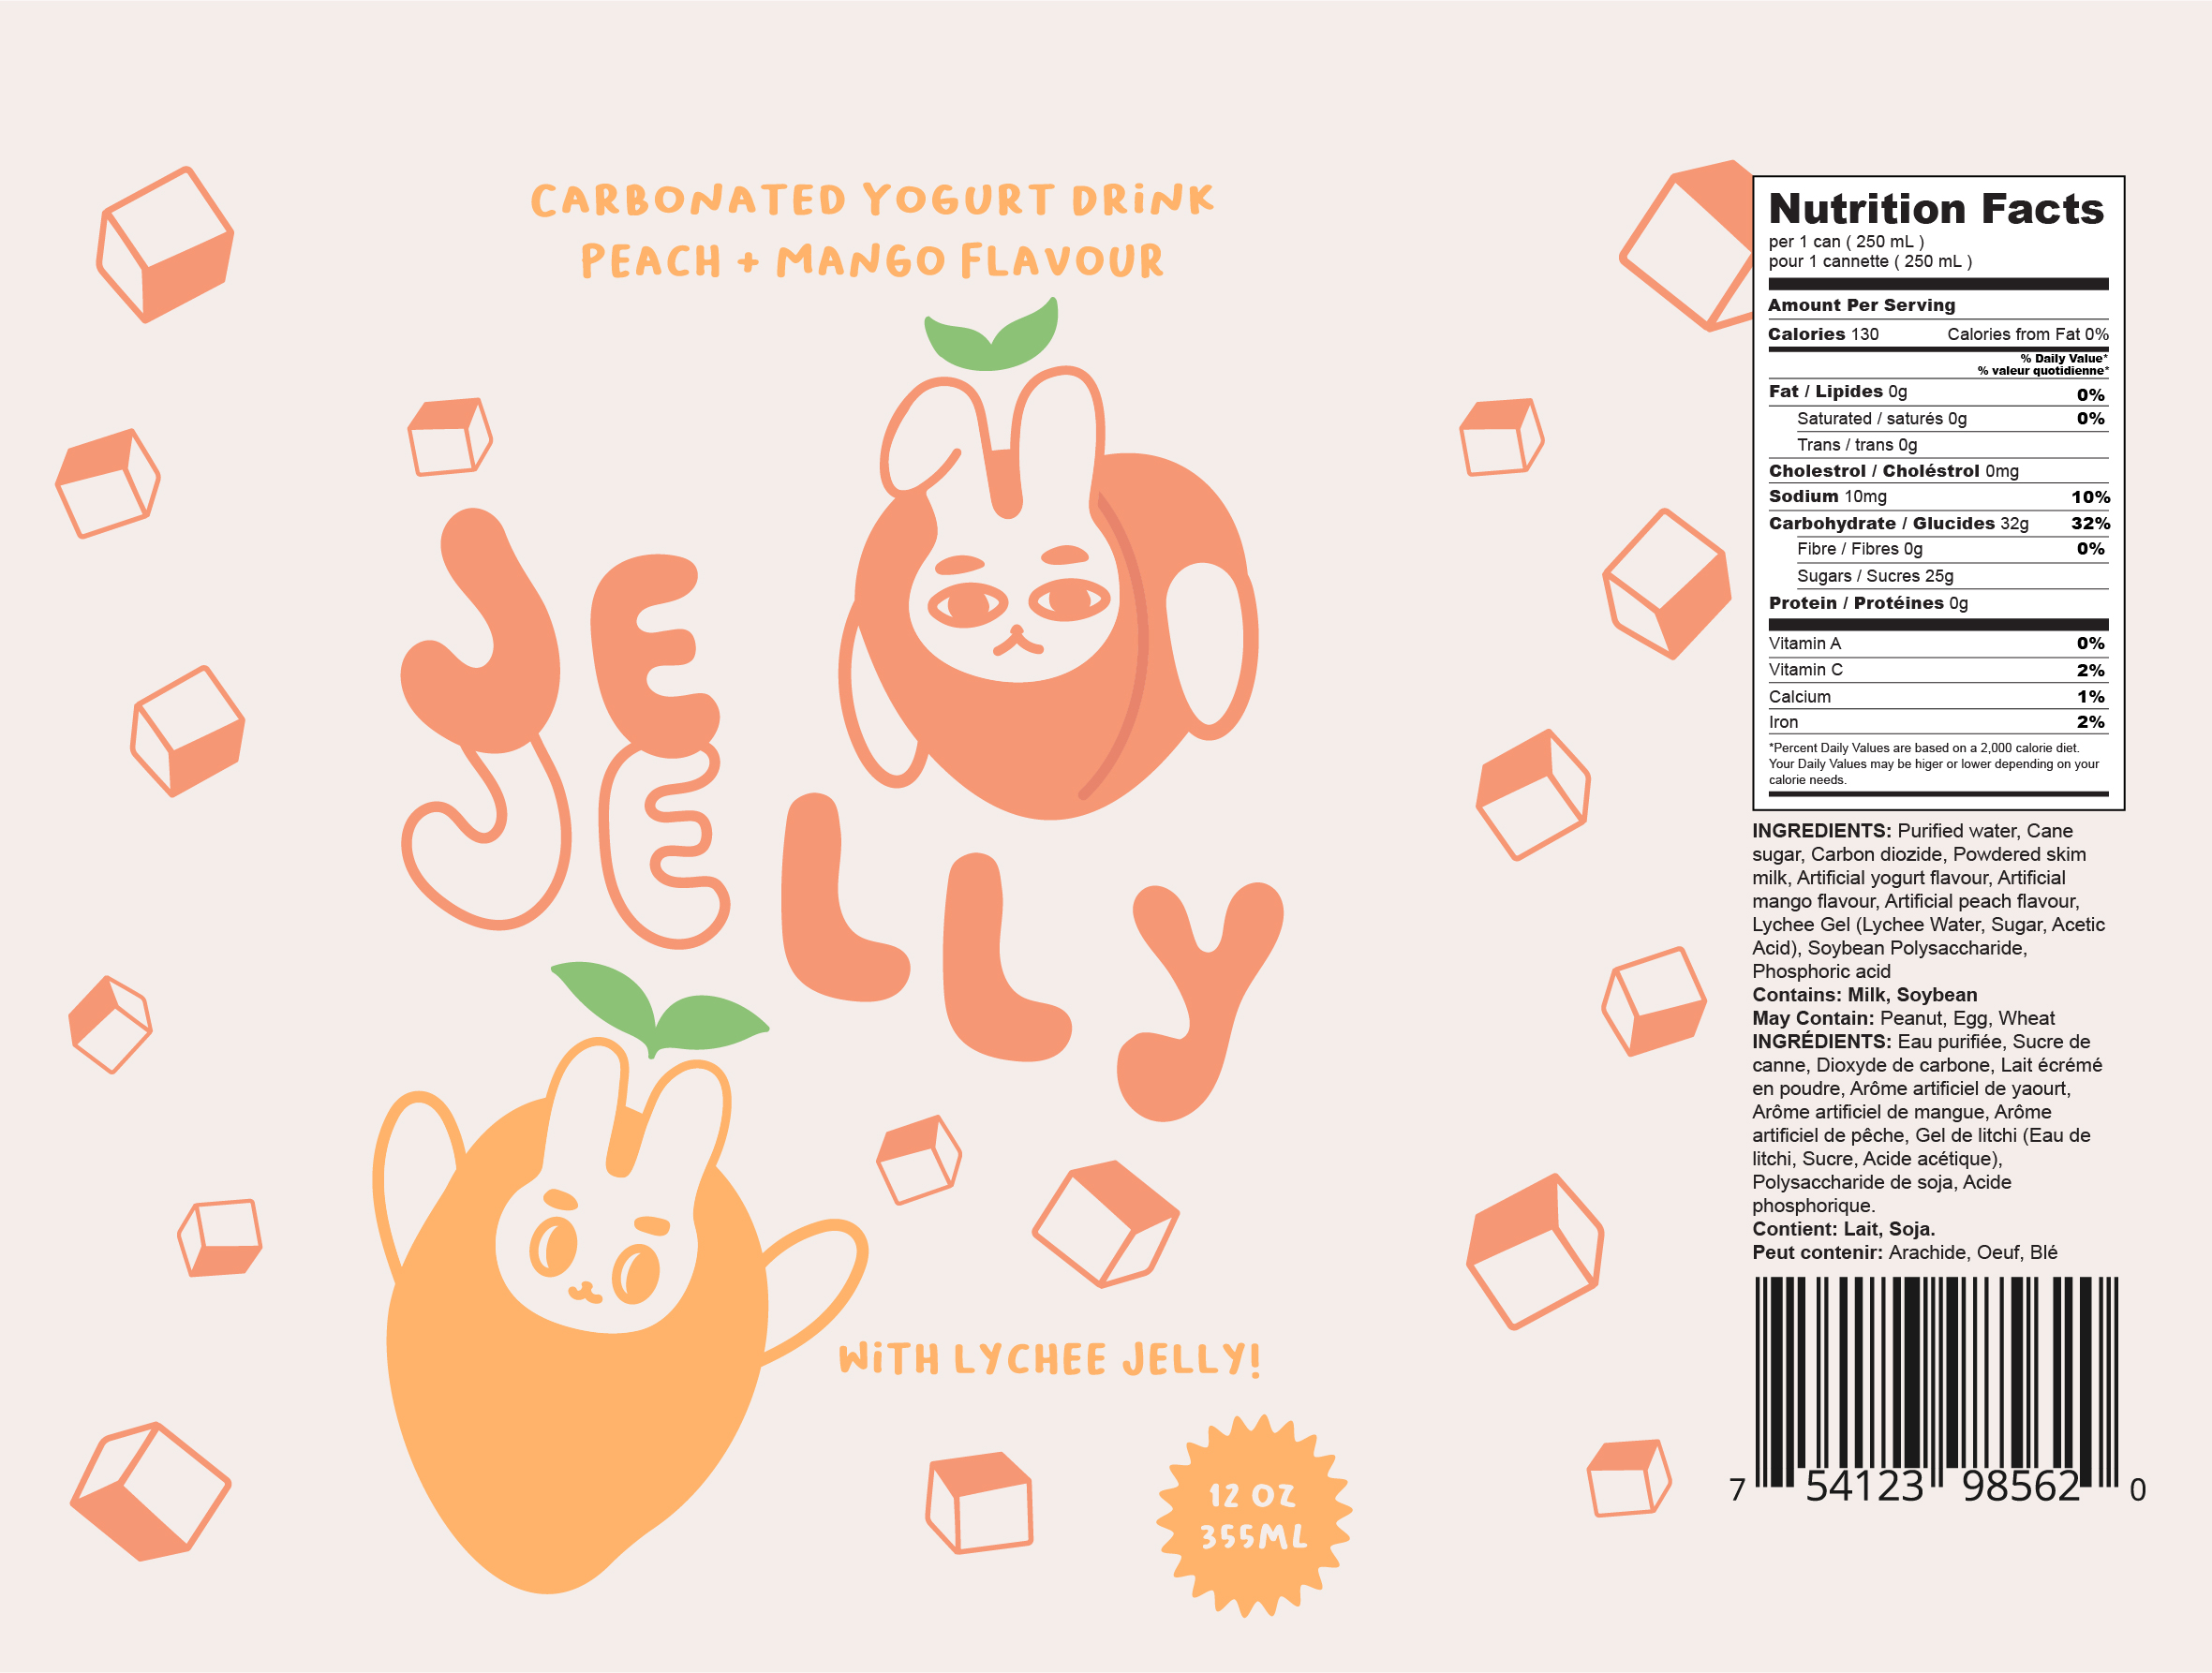 CARBONATED YOGURT DRiNK
PEACH + MANGO FLAVOUR
JELLY
JE
WiTH LYCHEE JELLY!
12 OZ
355ML
Nutrition Facts
per 1 can ( 250 mL )
pour 1 cannette ( 250 mL )
Amount Per Serving
Calories 130 Calories from Fat 0%
% Daily Value*
% valeur quotidienne*
Fat / Lipides 0g 0%
Saturated / saturés 0g 0%
Trans / trans 0g
Cholestrol / Choléstrol 0mg
Sodium 10mg 10%
Carbohydrate / Glucides 32g 32%
Fibre / Fibres 0g 0%
Sugars / Sucres 25g
Protein / Protéines 0g
Vitamin A 0%
Vitamin C 2%
Calcium 1%
Iron 2%
*Percent Daily Values are based on a 2,000 calorie diet.
Your Daily Values may be higer or lower depending on your
calorie needs.
INGREDIENTS: Purified water, Cane
sugar, Carbon diozide, Powdered skim
milk, Artificial yogurt flavour, Artificial
mango flavour, Artificial peach flavour,
Lychee Gel (Lychee Water, Sugar, Acetic
Acid), Soybean Polysaccharide,
Phosphoric acid
Contains: Milk, Soybean
May Contain: Peanut, Egg, Wheat
INGRÉDIENTS: Eau purifiée, Sucre de
canne, Dioxyde de carbone, Lait écrémé
en poudre, Arôme artificiel de yaourt,
Arôme artificiel de mangue, Arôme
artificiel de pêche, Gel de litchi (Eau de
litchi, Sucre, Acide acétique),
Polysaccharide de soja, Acide
phosphorique.
Contient: Lait, Soja.
Peut contenir: Arachide, Oeuf, Blé
7 54123 98562 0